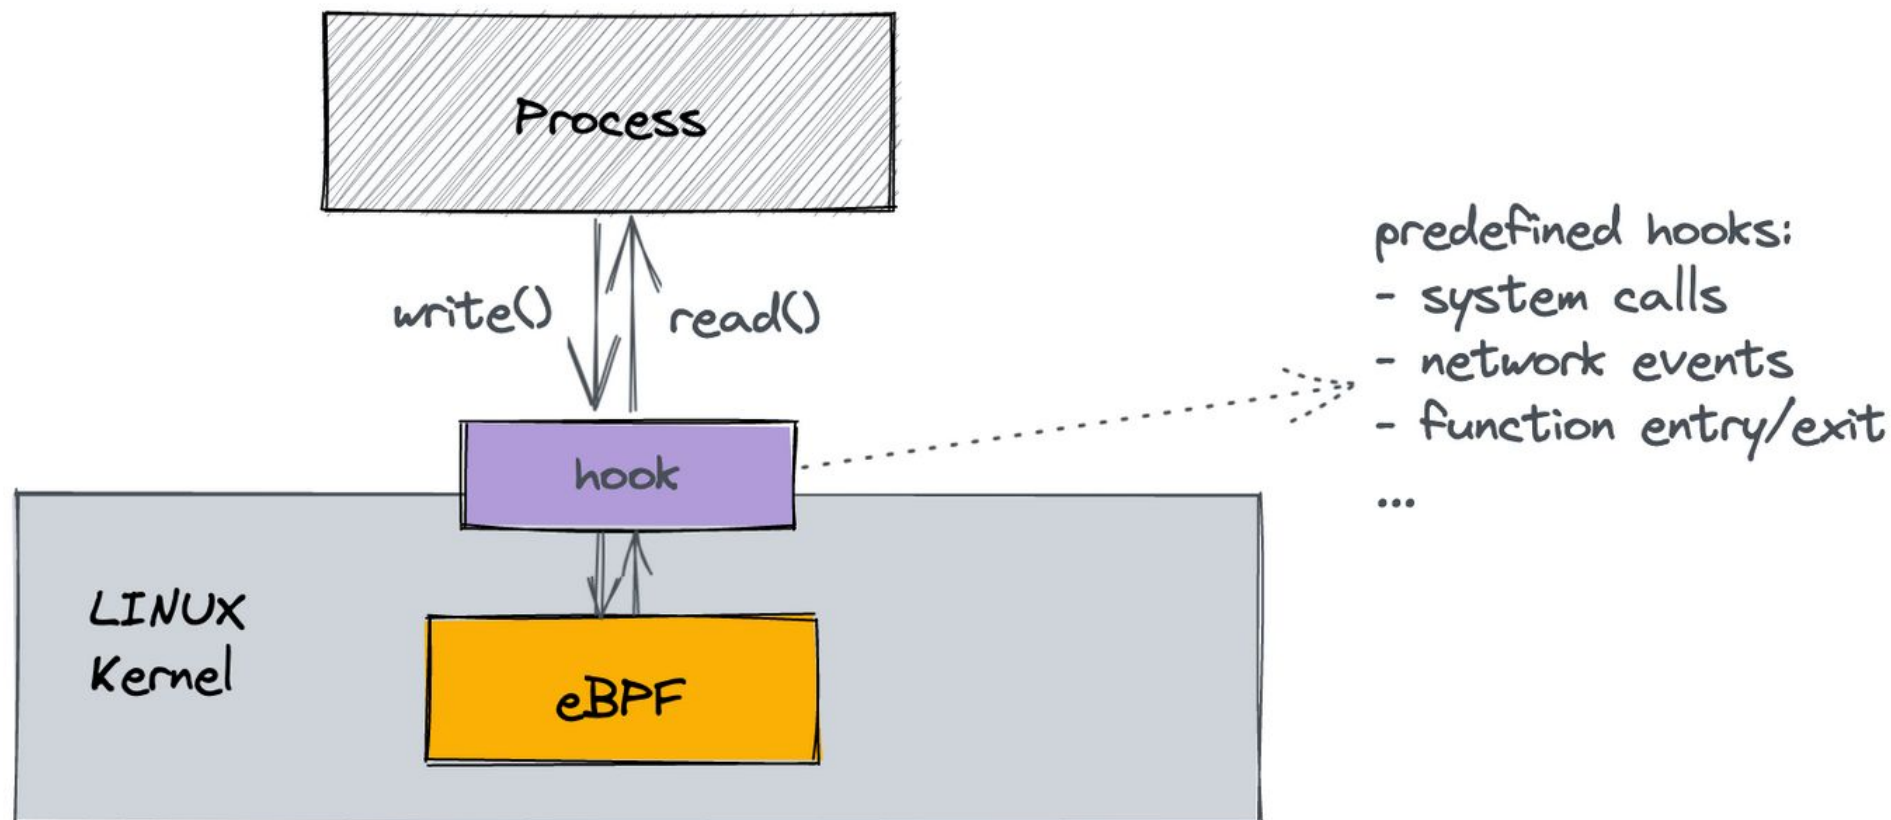 Process
write()
read()
predefined hooks:
- system calls
- network events
- function entry/exit
...
hook
LINUX
Kernel
eBPF